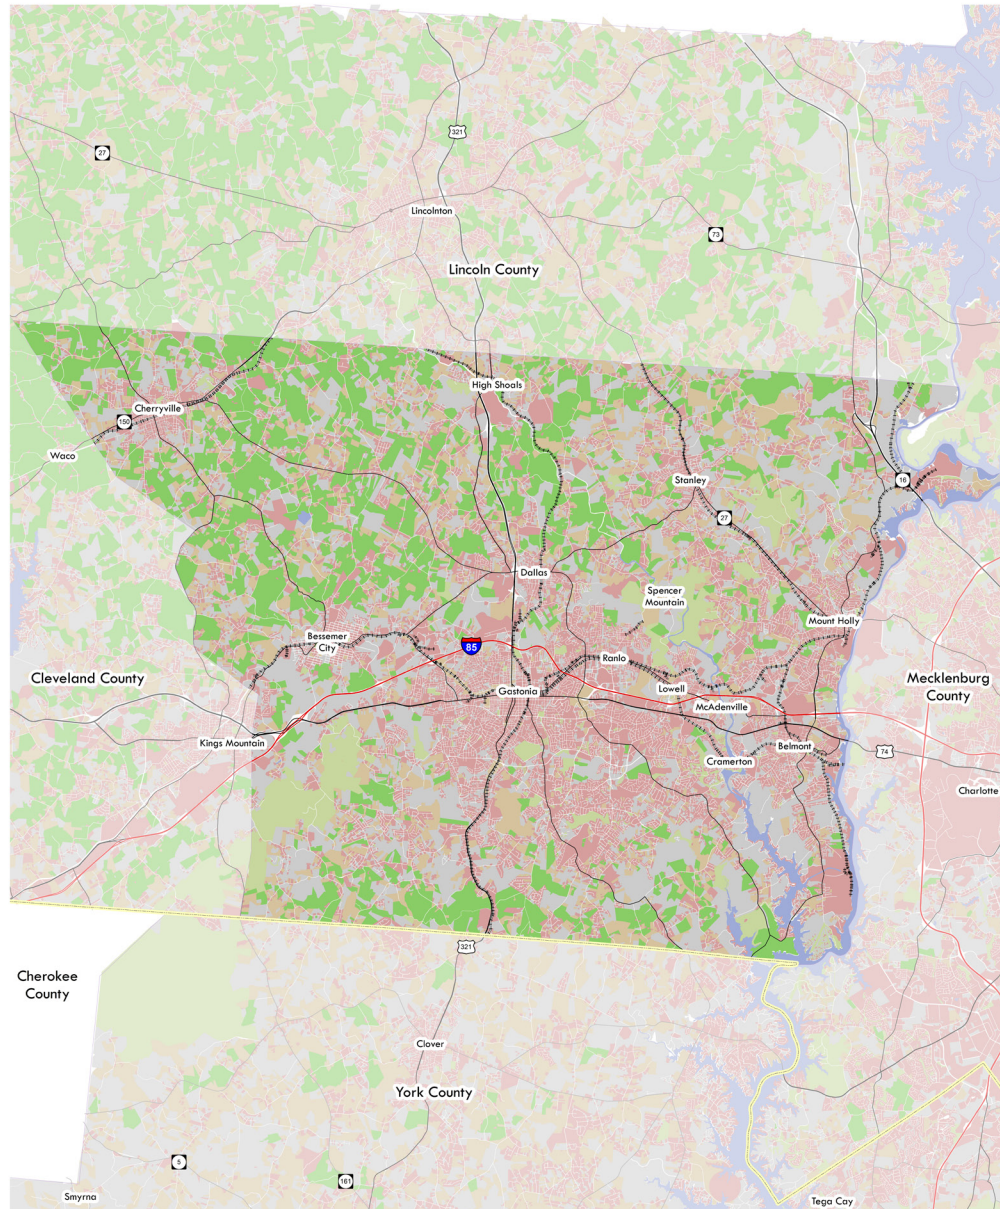 321
27
Lincolnton
73
Lincoln County
High Shoals
Cherryville
150
Waco
Stanley
16
27
Dallas
Spencer
Mountain
Mount Holly
Bessemer
City
85
Ranlo
Cleveland County
Mecklenburg
County
Lowell
Gastonia
McAdenville
Kings Mountain
Belmont
74
Cramerton
Charlotte
321
Cherokee
County
Clover
York County
5
161
Smyrna
Tega Cay